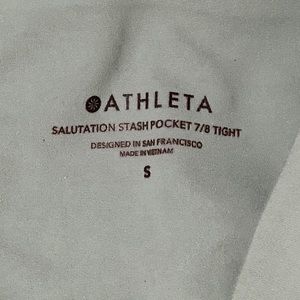 ATHLETA
SALUTATION STASH POCKET 7/8 TIGHT
DESIGNED IN SAN FRANCISCO
MADE IN VIETNAM
S